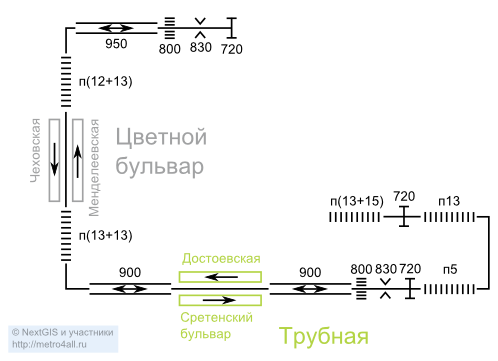 950
800
830
720
п(12+13)
Чеховская
Менделеевская
Цветной
бульвар
п(13+15)
720
п13
п(13+13)
Достоевская
900
900
800
830
720
п5
Сретенский
бульвар
Трубная
© NextGIS и участники
http://metro4all.ru